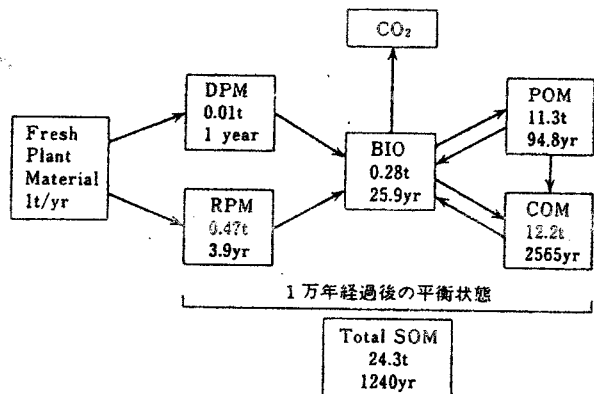 CO₂
DPM
0.01t
1 year
Fresh
Plant
Material
1t/yr
RPM
0.47t
3.9yr
BIO
0.28t
25.9yr
POM
11.3t
94.8yr
COM
12.2t
2565yr
1万年経過後の平衡状態
Total SOM
24.3t
1240yr